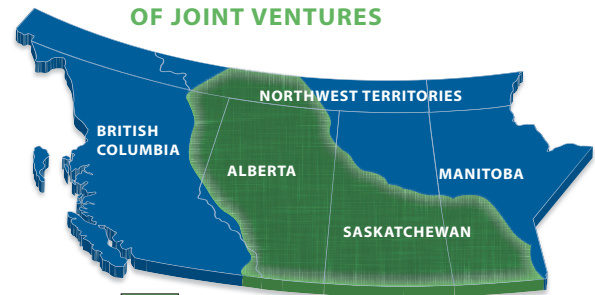 OF JOINT VENTURES
NORTHWEST TERRITORIES
BRITISH
COLUMBIA
ALBERTA
MANITOBA
SASKATCHEWAN